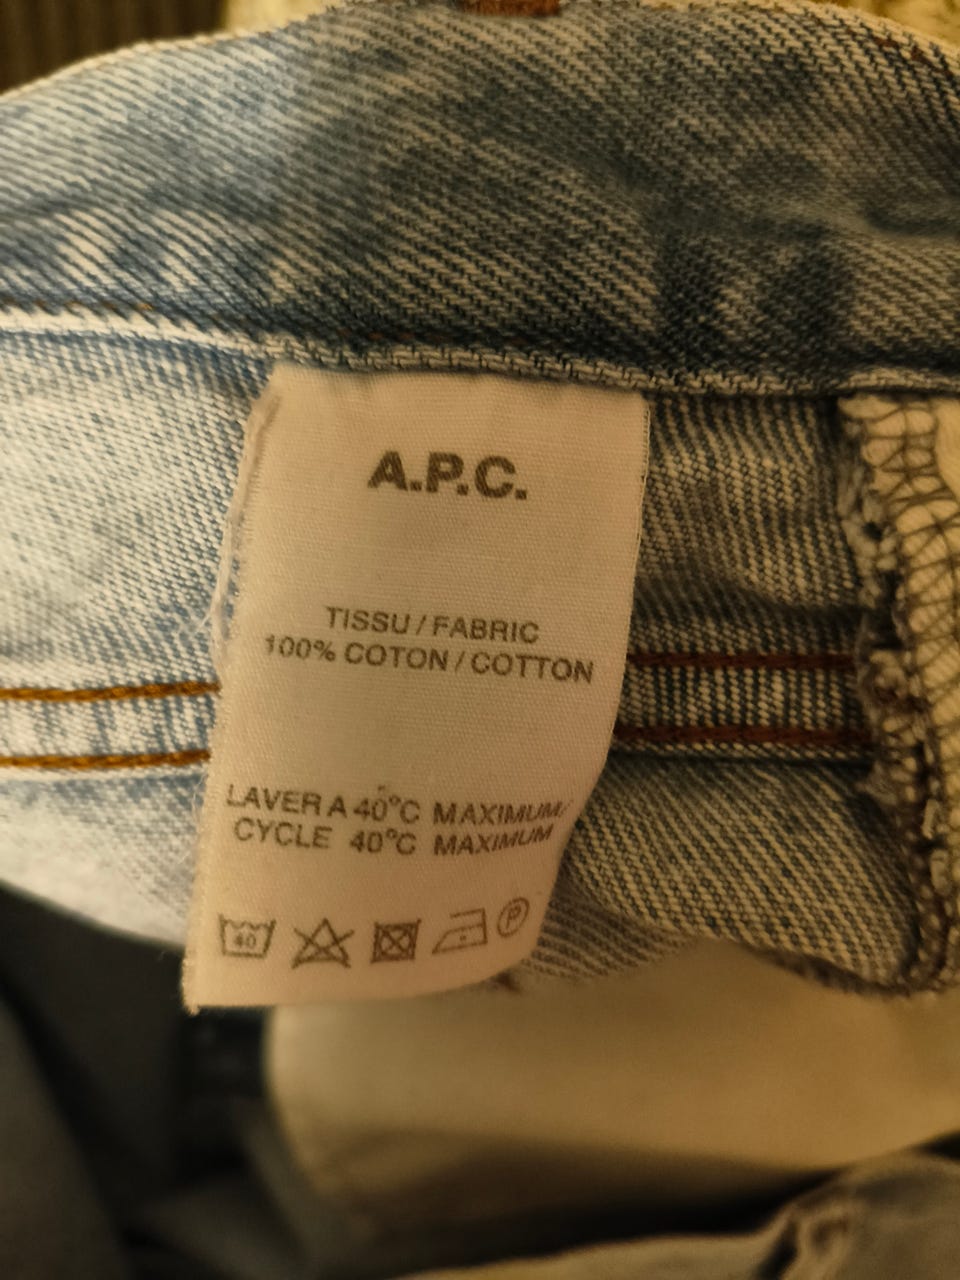 A.P.C.
TISSU / FABRIC
100% COTON / COTTON
LAVER A 40°C MAXIMUM/
CYCLE 40°C MAXIMUM
40 P